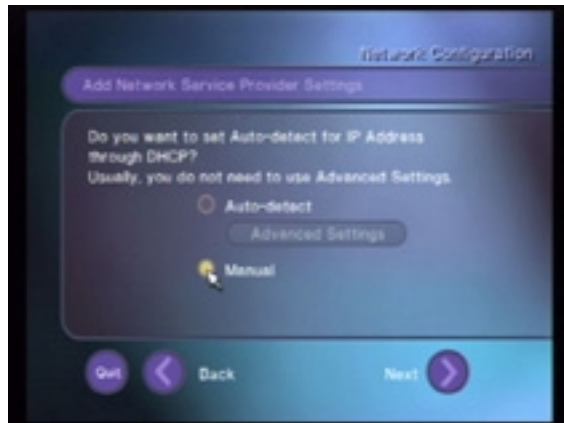 Network Configuration
Add Network Service Provider Settings
Do you want to set Auto-detect for IP Address
through DHCP?
Usually, you do not need to use Advanced Settings.
Auto-detect
Advanced Settings
Manual
Quit
Back
Next